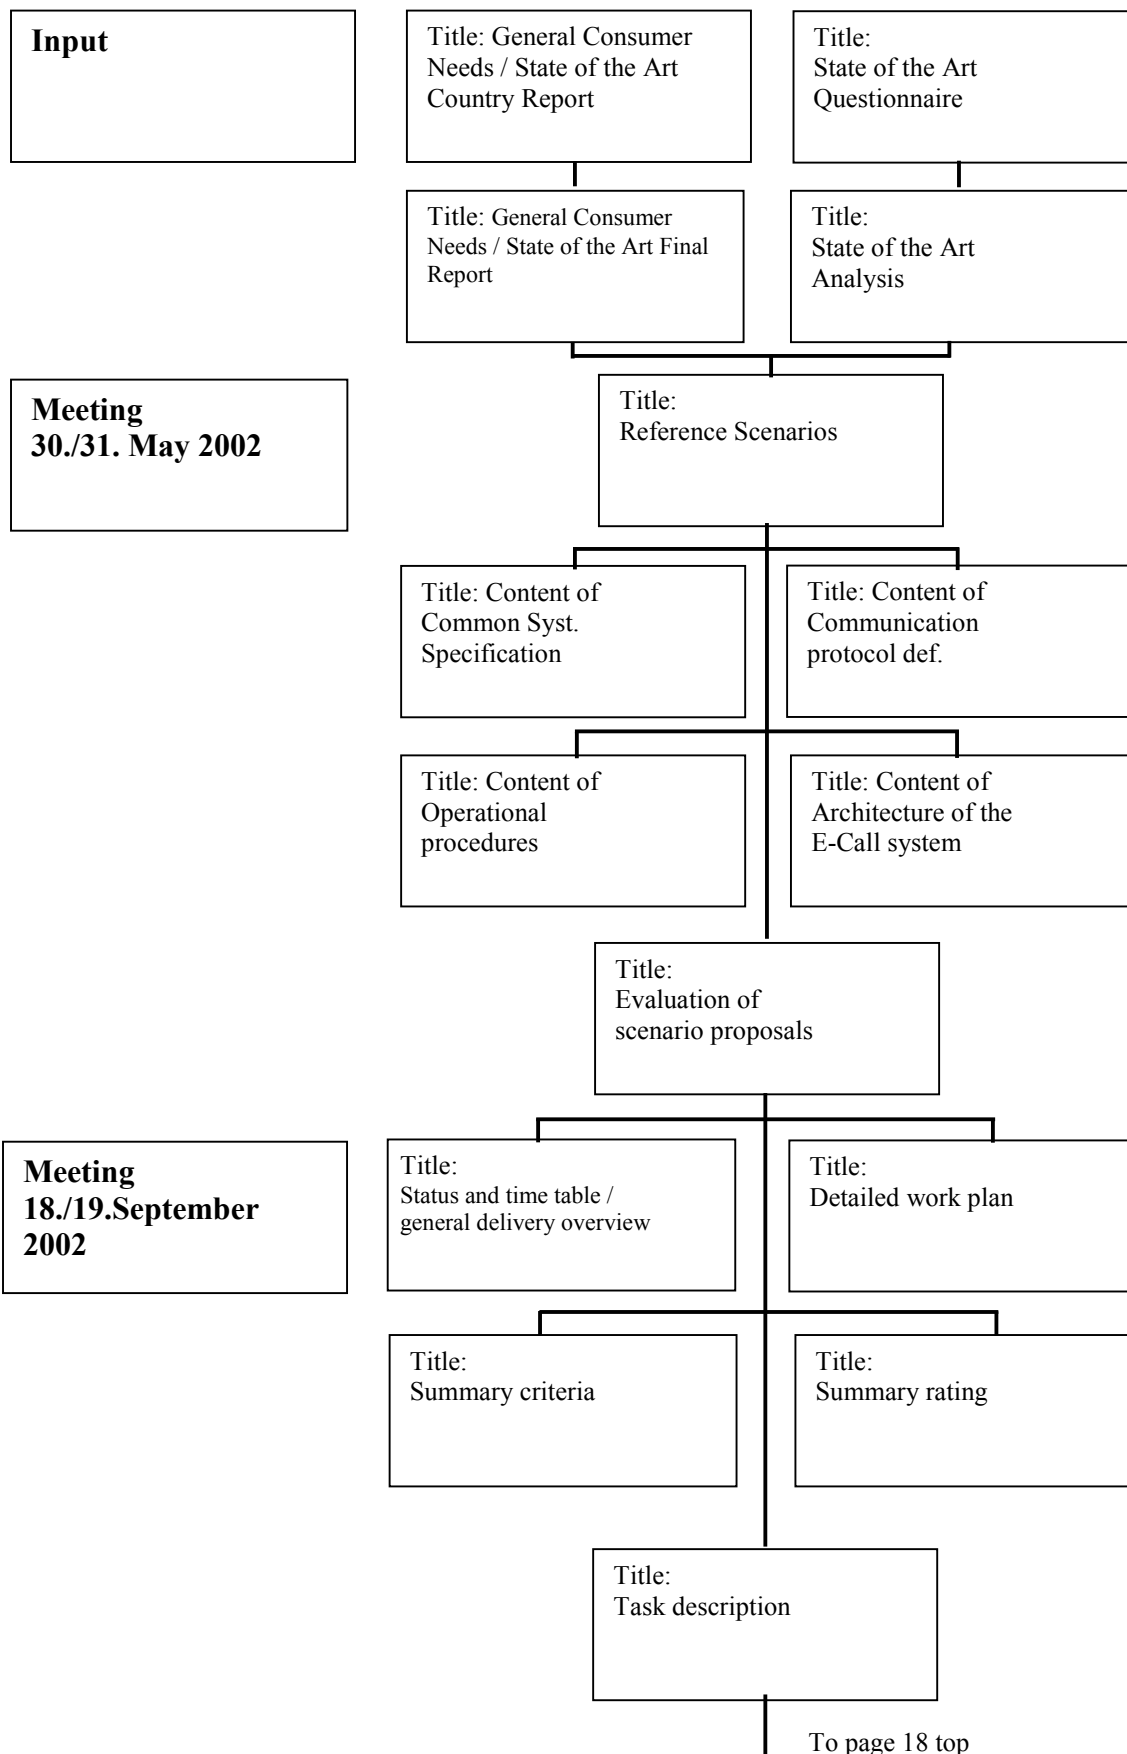 Input
Title: General Consumer
Needs / State of the Art
Country Report
Title:
State of the Art
Questionnaire
Title: General Consumer
Needs / State of the Art Final
Report
Title:
State of the Art
Analysis
Meeting
30./31. May 2002
Title:
Reference Scenarios
Title: Content of
Common Syst.
Specification
Title: Content of
Communication
protocol def.
Title: Content of
Operational
procedures
Title: Content of
Architecture of the
E-Call system
Title:
Evaluation of
scenario proposals
Meeting
18./19.September
2002
Title:
Status and time table /
general delivery overview
Title:
Detailed work plan
Title:
Summary criteria
Title:
Summary rating
Title:
Task description
To page 18 top